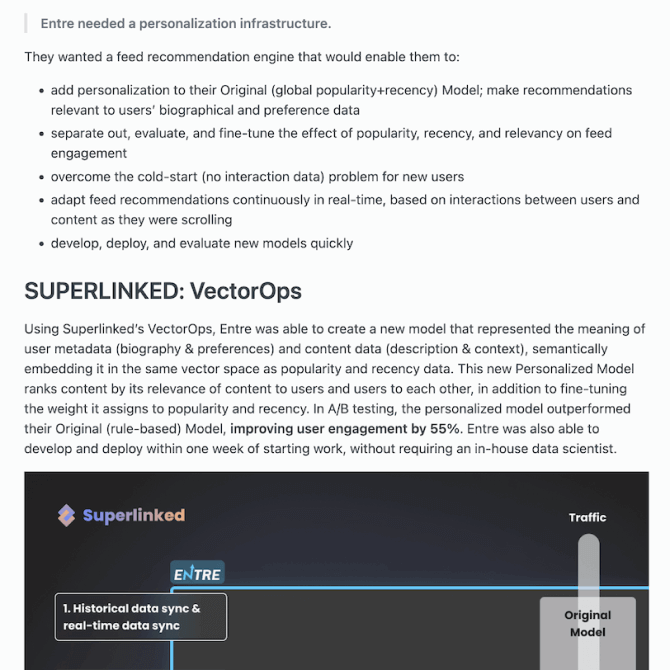 Entre needed a personalization infrastructure.
They wanted a feed recommendation engine that would enable them to:
• add personalization to their Original (global popularity+recency) Model; make recommendations
relevant to users' biographical and preference data
• separate out, evaluate, and fine-tune the effect of popularity, recency, and relevancy on feed
engagement
• overcome the cold-start (no interaction data) problem for new users
• adapt feed recommendations continuously in real-time, based on interactions between users and
content as they were scrolling
• develop, deploy, and evaluate new models quickly
SUPERLINKED: VectorOps
Using Superlinked's VectorOps, Entre was able to create a new model that represented the meaning of
user metadata (biography & preferences) and content data (description & context), semantically
embedding it in the same vector space as popularity and recency data. This new Personalized Model
ranks content by its relevance of content to users and users to each other, in addition to fine-tuning
the weight it assigns to popularity and recency. In A/B testing, the personalized model outperformed
their Original (rule-based) Model, improving user engagement by 55%. Entre was also able to
develop and deploy within one week of starting work, without requiring an in-house data scientist.
Superlinked
Traffic
ENTRE
1. Historical data sync &
real-time data sync
Original
Model